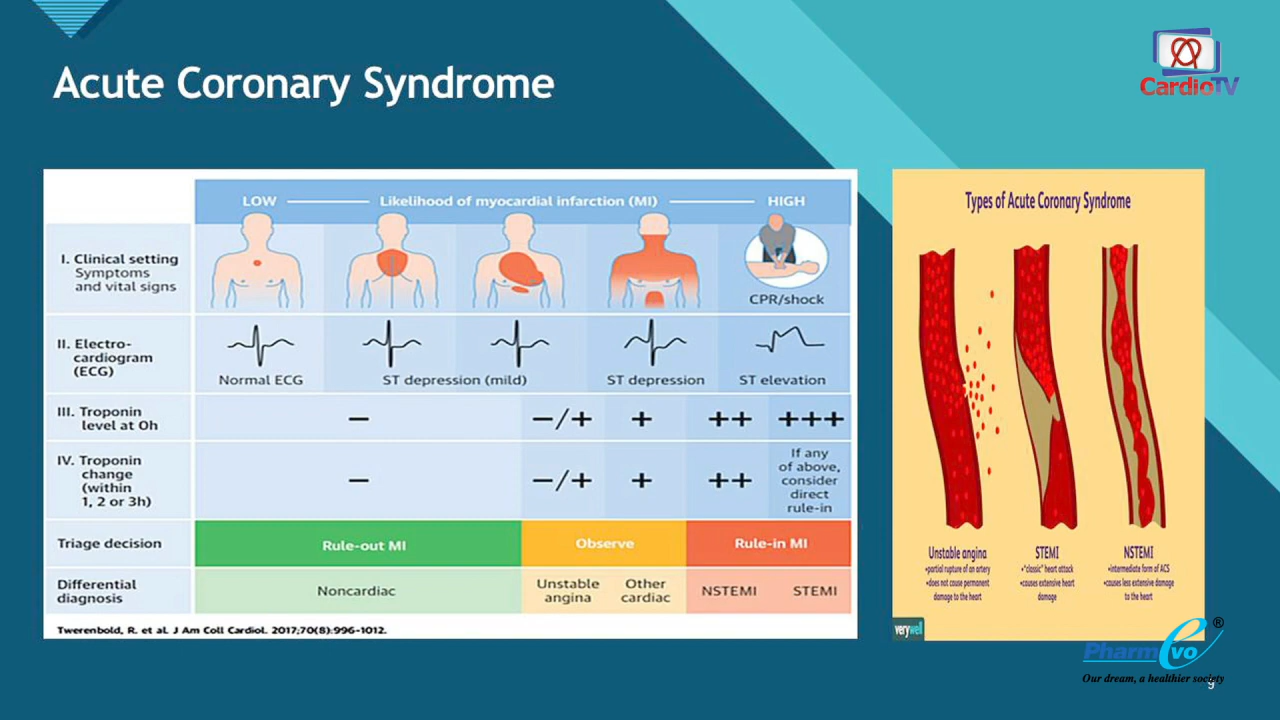 Acute Coronary Syndrome
CardioTV
LOW
Likelihood of myocardial infarction (MI)
HIGH
I. Clinical setting
Symptoms
and vital signs
CPR/shock
II. Electro-
cardiogram
(ECG)
Normal ECG
ST depression (mild)
ST depression
ST elevation
III. Troponin
level at 0h
−
−/+
+
++
+++
IV. Troponin
change
(within
1, 2 or 3h)
−
−/+
+
++
If any
of above,
consider
direct
rule-in
Triage decision
Rule-out MI
Observe
Rule-in MI
Differential
diagnosis
Noncardiac
Unstable
angina
Other
cardiac
NSTEMI
STEMI
Twerenbold, R. et al. J Am Coll Cardiol. 2017;70(8):996-1012.
Types of Acute Coronary Syndrome
Unstable angina
•partial rupture of an artery
•does not cause permanent
damage to the heart
STEMI
•"classic" heart attack
•causes extensive heart
damage
NSTEMI
•intermediate form of ACS
•causes less extensive damage
to the heart
verywell
PharmEvo®
Our dream, a healthier society
9